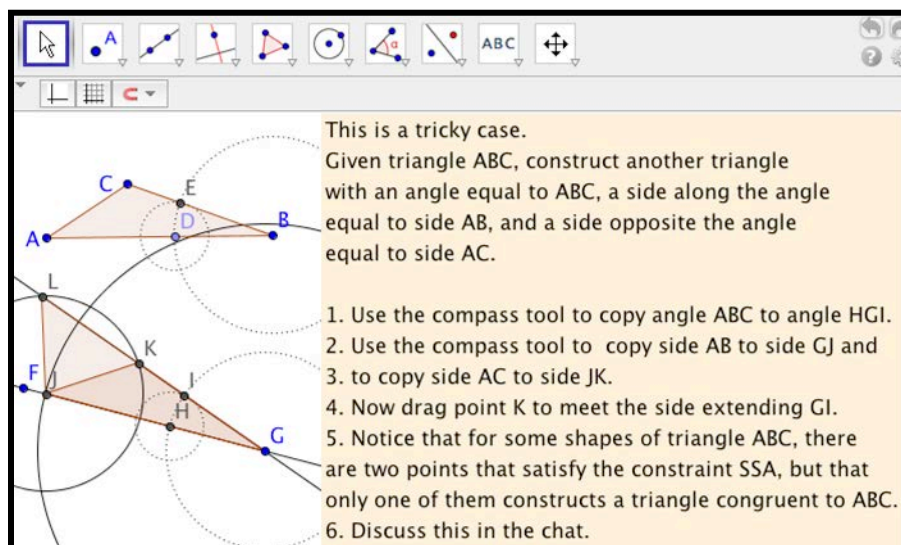 A
α
ABC
This is a tricky case.
Given triangle ABC, construct another triangle
with an angle equal to ABC, a side along the angle
equal to side AB, and a side opposite the angle
equal to side AC.
1. Use the compass tool to copy angle ABC to angle HGI.
2. Use the compass tool to  copy side AB to side GJ and
3. to copy side AC to side JK.
4. Now drag point K to meet the side extending GI.
5. Notice that for some shapes of triangle ABC, there
are two points that satisfy the constraint SSA, but that
only one of them constructs a triangle congruent to ABC.
6. Discuss this in the chat.
C
E
D
B
A
L
K
F
J
I
H
G